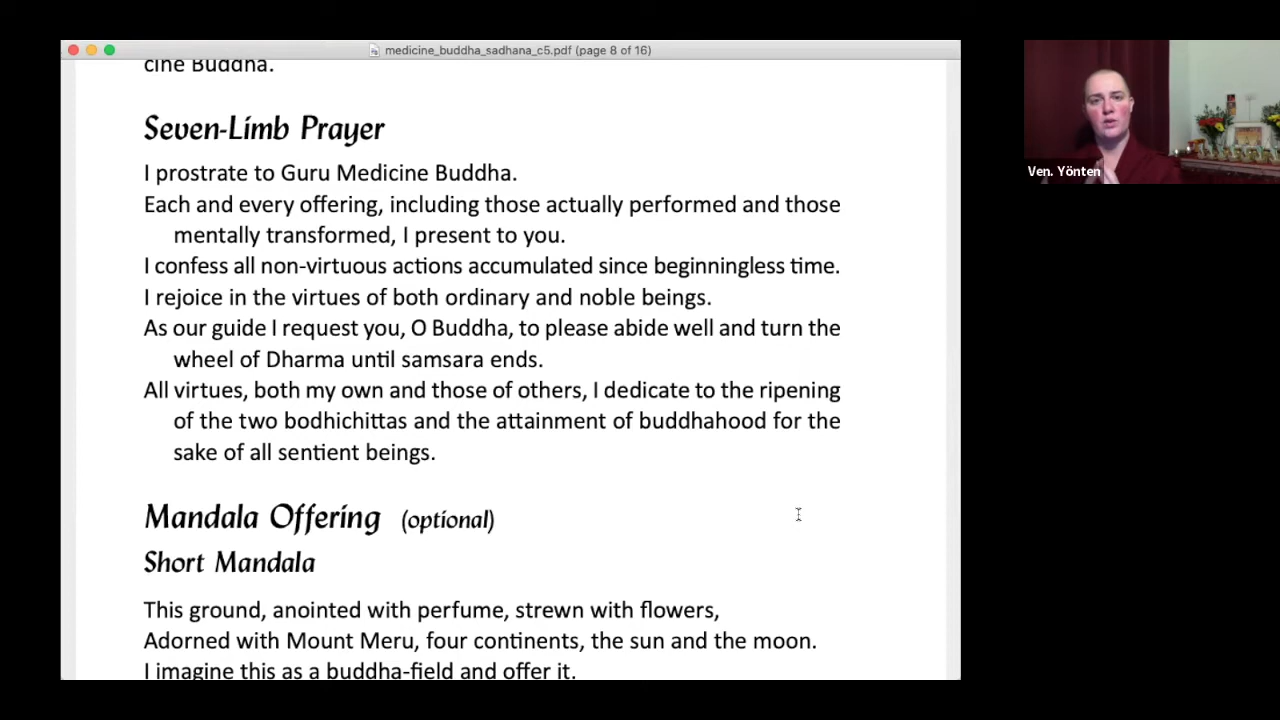 medicine_buddha_sadhana_c5.pdf (page 8 of 16)
cine Buddha.
Seven-Limb Prayer
I prostrate to Guru Medicine Buddha.
Each and every offering, including those actually performed and those
mentally transformed, I present to you.
I confess all non-virtuous actions accumulated since beginningless time.
I rejoice in the virtues of both ordinary and noble beings.
As our guide I request you, O Buddha, to please abide well and turn the
wheel of Dharma until samsara ends.
All virtues, both my own and those of others, I dedicate to the ripening
of the two bodhichittas and the attainment of buddhahood for the
sake of all sentient beings.
Mandala Offering (optional)
Short Mandala
This ground, anointed with perfume, strewn with flowers,
Adorned with Mount Meru, four continents, the sun and the moon.
I imagine this as a buddha-field and offer it.
Ven. Yönten